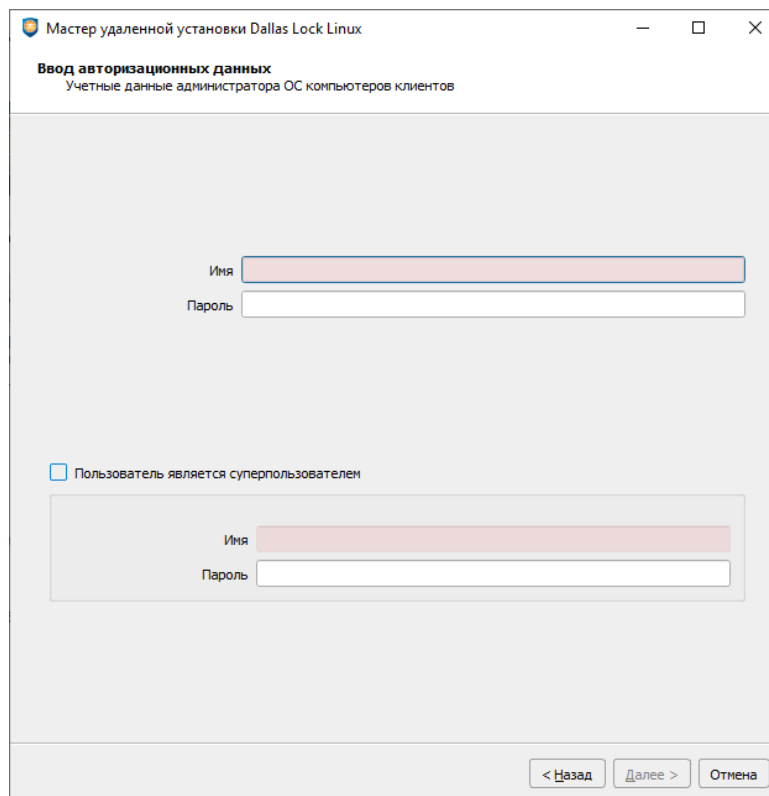 Мастер удаленной установки Dallas Lock Linux
Ввод авторизационных данных
Учетные данные администратора ОС компьютеров клиентов
Имя
Пароль
Пользователь является суперпользователем
Имя
Пароль
< Назад Далее > Отмена